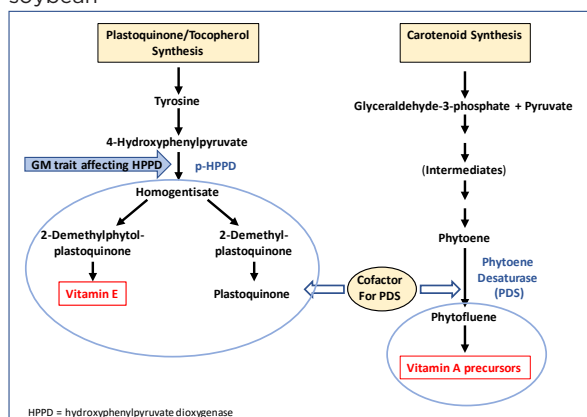 soybean
Plastoquinone/Tocopherol
Synthesis
Tyrosine
4-Hydroxyphenylpyruvate
GM trait affecting HPPD
p-HPPD
Homogentisate
2-Demethylphytol-
plastoquinone
2-Demethyl-
plastoquinone
Vitamin E
Plastoquinone
Cofactor
For PDS
Carotenoid Synthesis
Glyceraldehyde-3-phosphate + Pyruvate
(Intermediates)
Phytoene
Phytoene
Desaturase
(PDS)
Phytofluene
Vitamin A precursors
HPPD = hydroxyphenylpyruvate dioxygenase